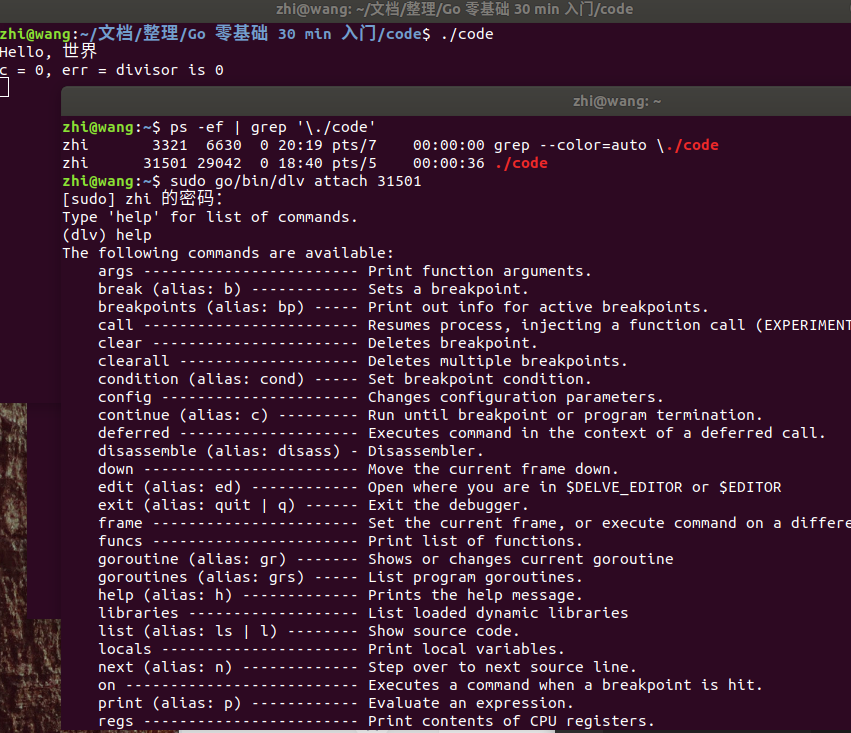 zhi@wang: ~/文档/整理/Go 零基础 30 min 入门/code
zhi@wang:~/文档/整理/Go 零基础 30 min 入门/code$ ./code
Hello, 世界
c = 0, err = divisor is 0
zhi@wang: ~
zhi@wang:~$ ps -ef | grep '\./code'
zhi 3321 6630 0 20:19 pts/7 00:00:00 grep --color=auto \./code
zhi 31501 29042 0 18:40 pts/5 00:00:36 ./code
zhi@wang:~$ sudo go/bin/dlv attach 31501
[sudo] zhi 的密码：
Type 'help' for list of commands.
(dlv) help
The following commands are available:
args ------------------------ Print function arguments.
break (alias: b) ------------ Sets a breakpoint.
breakpoints (alias: bp) ----- Print out info for active breakpoints.
call ------------------------ Resumes process, injecting a function call (EXPERIMENT
clear ----------------------- Deletes breakpoint.
clearall -------------------- Deletes multiple breakpoints.
condition (alias: cond) ----- Set breakpoint condition.
config ---------------------- Changes configuration parameters.
continue (alias: c) --------- Run until breakpoint or program termination.
deferred -------------------- Executes command in the context of a deferred call.
disassemble (alias: disass) - Disassembler.
down ------------------------ Move the current frame down.
edit (alias: ed) ------------ Open where you are in $DELVE_EDITOR or $EDITOR
exit (alias: quit | q) ------ Exit the debugger.
frame ----------------------- Set the current frame, or execute command on a differe
funcs ----------------------- Print list of functions.
goroutine (alias: gr) ------- Shows or changes current goroutine
goroutines (alias: grs) ----- List program goroutines.
help (alias: h) ------------- Prints the help message.
libraries ------------------- List loaded dynamic libraries
list (alias: ls | l) -------- Show source code.
locals ---------------------- Print local variables.
next (alias: n) ------------- Step over to next source line.
on -------------------------- Executes a command when a breakpoint is hit.
print (alias: p) ------------ Evaluate an expression.
regs ------------------------ Print contents of CPU registers.